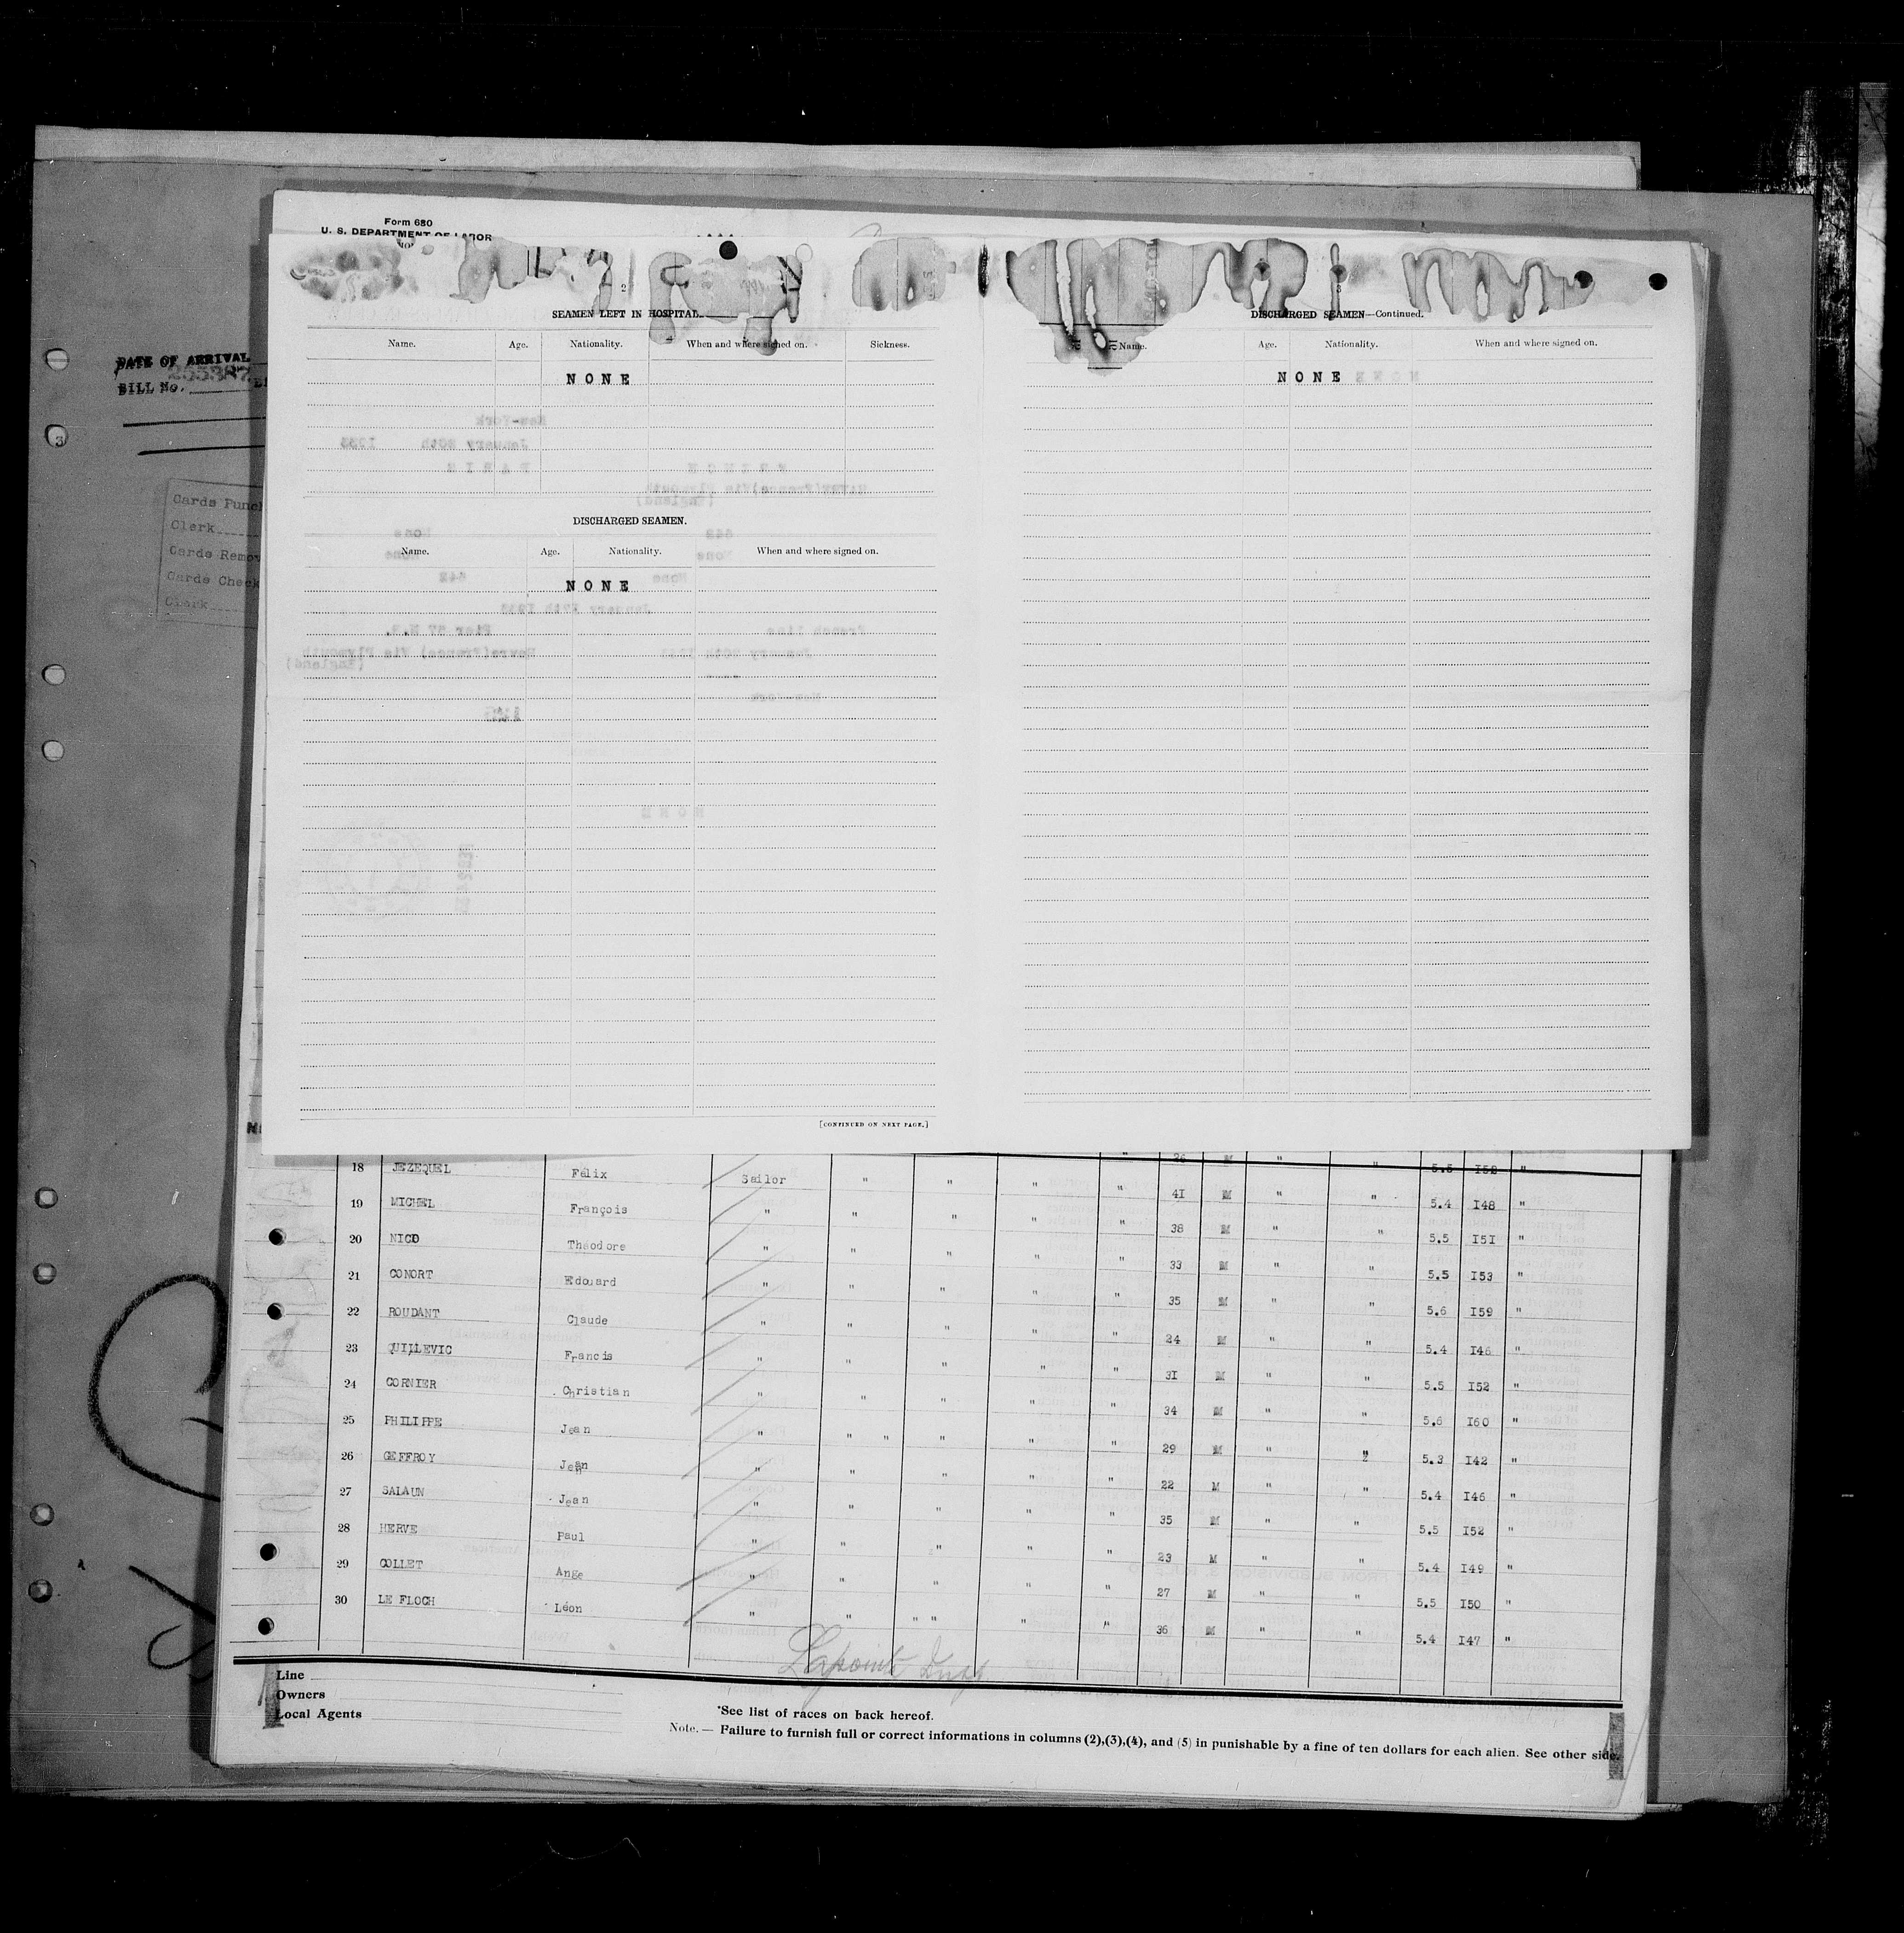 Form 680
U. S. DEPARTMENT OF LABOR
2
SEAMEN LEFT IN HOSPITAL
Name. Age. Nationality. When and where signed on. Sickness.
NONE
DISCHARGED SEAMEN.
Name. Age. Nationality. When and where signed on.
NONE
[CONTINUED ON NEXT PAGE.]
3
DISCHARGED SEAMEN—Continued.
Name. Age. Nationality. When and where signed on.
NONE
DATE OF ARRIVAL
BILL No.
3
Cards Punch
Clerk
Cards Remov
Cards Check
Clerk
26 M " " 5.5 I52 "
18 JEZEQUEL Félix Sailor " " " " 41 M " " 5.4 I48 "
19 MICHEL François " " " " " 38 M " " 5.5 I51 "
20 NICO Théodore " " " " " 33 M " " 5.5 I53 "
21 CONORT Edouard " " " " " 35 M " " 5.6 I59 "
22 ROUDANT Claude " " " " " 24 M " " 5.4 I46 "
23 QUILLEVIC Francis " " " " " 3I M " " 5.5 I52 "
24 CORNIER Christian " " " " " 34 M " " 5.6 I60 "
25 PHILIPPE Jean " " " " " " 29 M " " 5.3 I42 "
26 GEFFROY Jean " " " " " 22 M " " 5.4 I46 "
27 SALAUN Jean " " " " " 35 M " " 5.5 I52 "
28 HERVE Paul " " " " " 23 M " " 5.4 I49 "
29 COLLET Ange " " " " " 27 M " " 5.5 I50 "
30 LE FLOCH Léon " " " " " " 36 M " " 5.4 I47 "
Line
Owners
Local Agents
*See list of races on back hereof.
Note.— Failure to furnish full or correct informations in columns (2),(3),(4), and (5) in punishable by a fine of ten dollars for each alien. See other side.